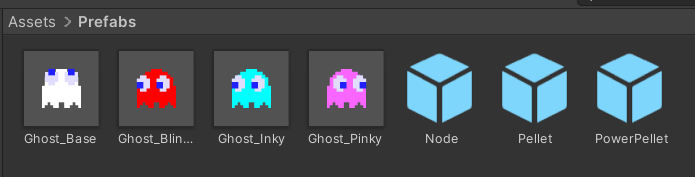 Assets > Prefabs
Ghost_Base
Ghost_Blin...
Ghost_Inky
Ghost_Pinky
Node
Pellet
PowerPellet